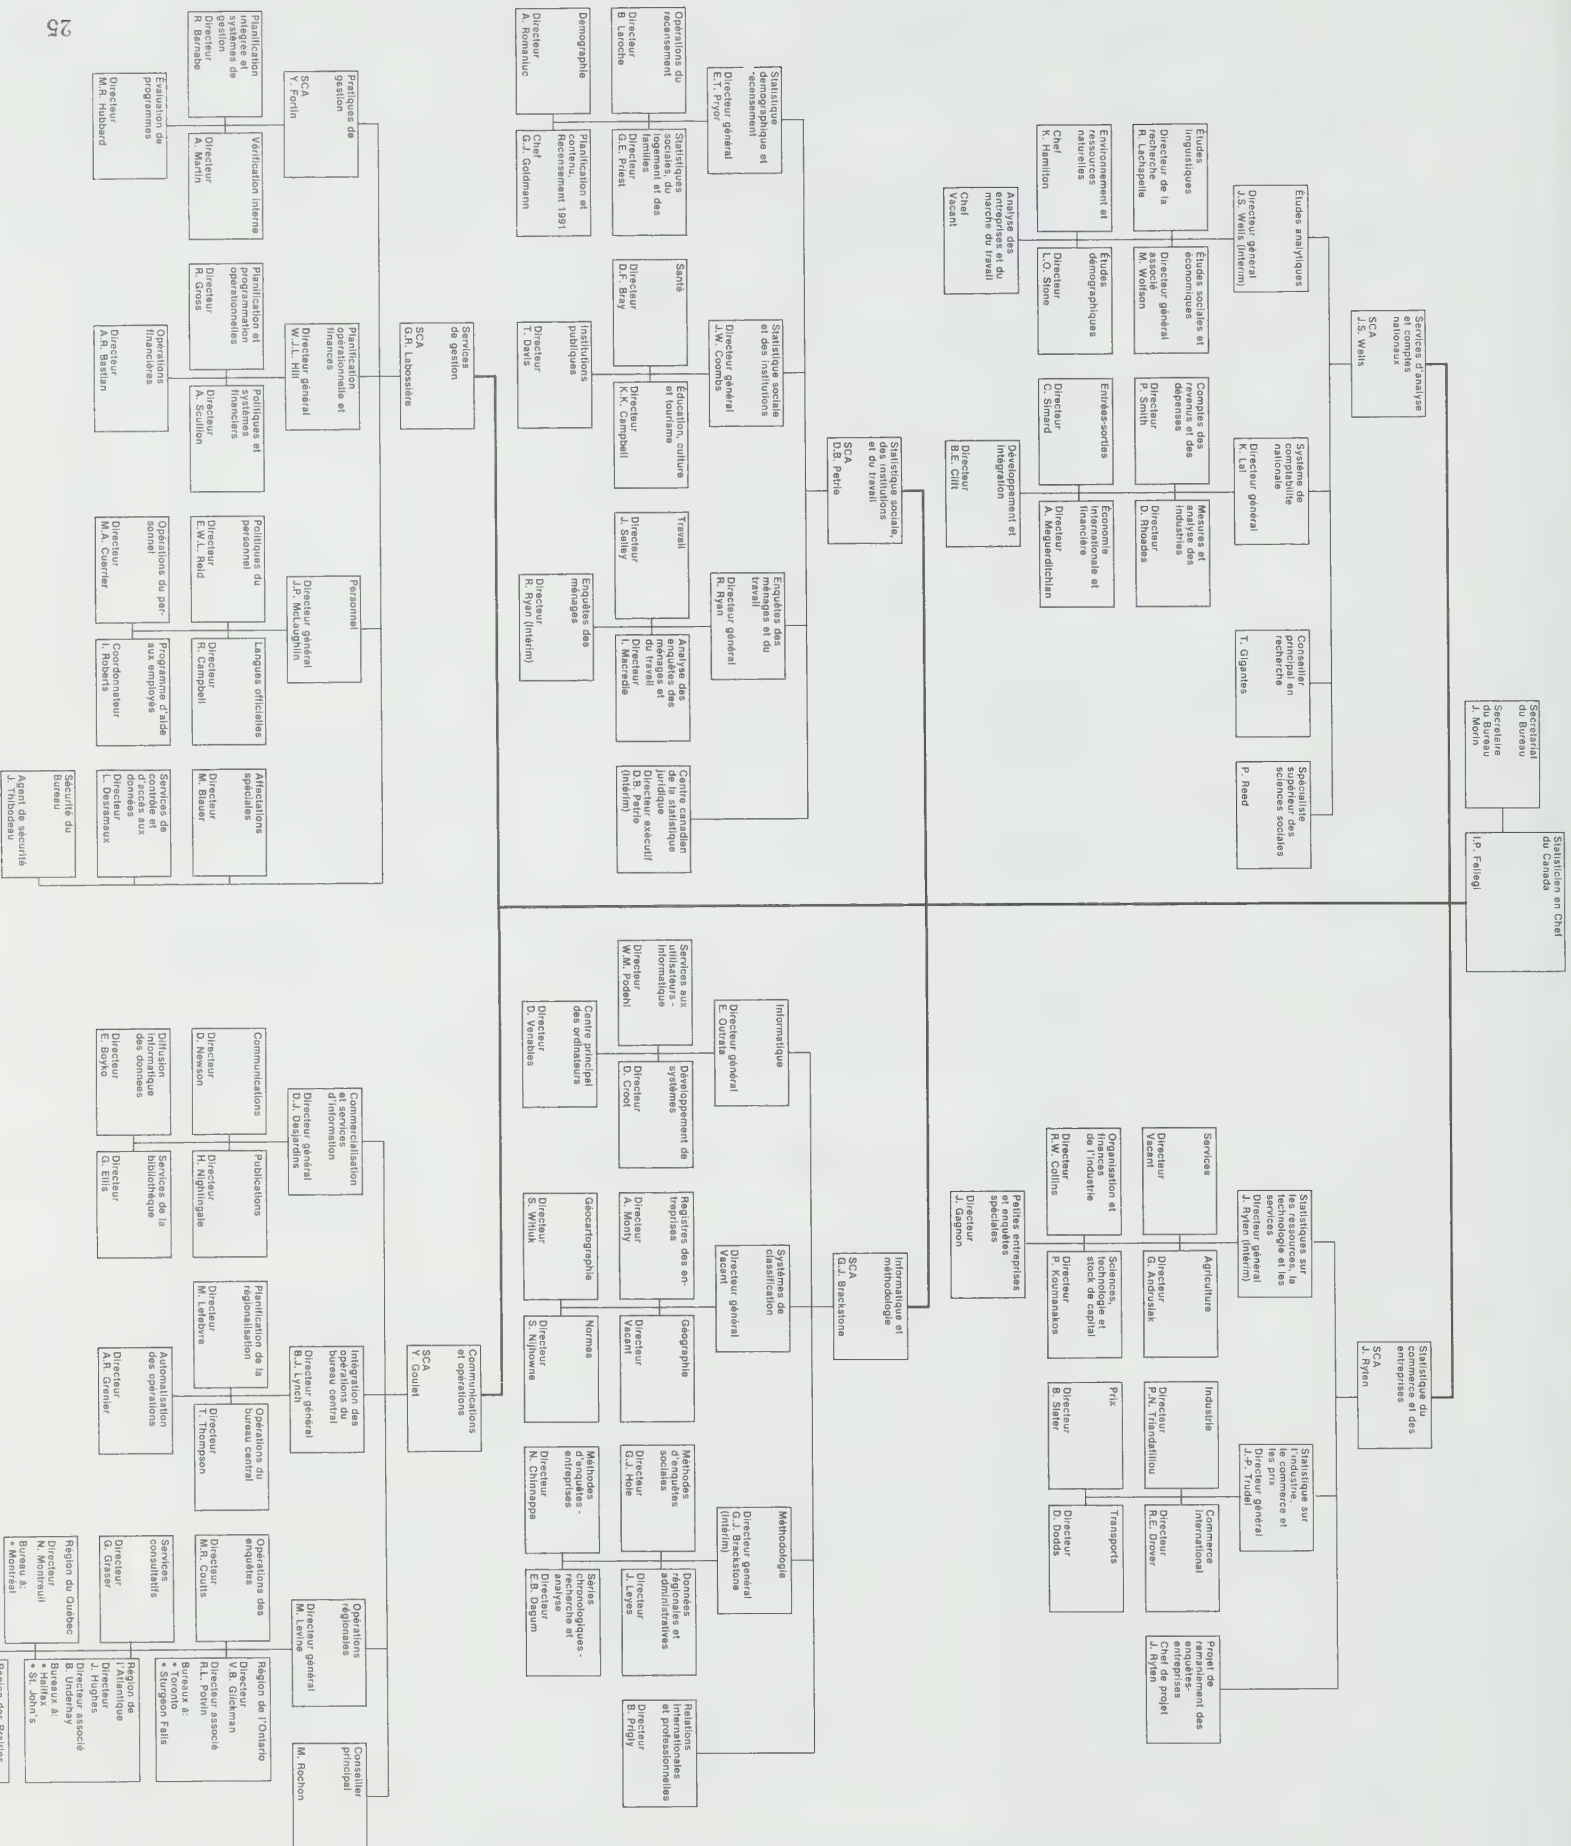 Statisticien en Chef
du Canada
I.P. Fellegi
Secrétariat
du Bureau
Secrétaire
du Bureau
J. Morin
Services d'analyse
et comptes
nationaux
SCA
J.S. Wells
Études analytiques
Directeur général
J.S. Wells (Intérim)
Études
linguistiques
Directeur de la
recherche
R. Lachapelle
Études sociales et
économiques
Directeur général
associé
M. Wolfson
Environnement et
ressources
naturelles
Chef
K. Hamilton
Études
démographiques
Directeur
L.O. Stone
Analyse des
entreprises et du
marche du travail
Chef
Vacant
Système de
comptabilité
nationale
Directeur général
K. Lal
Comptes des
revenus et des
dépenses
Directeur
P. Smith
Mesures et
analyse des
industries
Directeur
D. Rhoades
Entrées-sorties
Directeur
C. Simard
Économie
internationale et
financière
Directeur
A. Meguerditchian
Développement et
intégration
Directeur
B.E. Clift
Conseiller
principal en
recherche
T. Gigantes
Spécialiste
supérieur des
sciences sociales
P. Reed
Statistique du
commerce et des
entreprises
SCA
J. Ryten
Statistiques sur
les ressources, la
technologie et les
services
Directeur général
J. Ryten (Intérim)
Services
Directeur
Vacant
Agriculture
Directeur
G. Andrusiak
Organisation et
finances
de l'industrie
Directeur
R.W. Collins
Sciences,
technologie et
stock de capital
Directeur
P. Koumanakos
Petites entreprises
et enquêtes
spéciales
Directeur
J. Gagnon
Statistique sur
l'industrie,
le commerce et
les prix
Directeur général
J.-P. Trudel
Industrie
Directeur
P.N. Triandafillou
Commerce
international
Directeur
R.E. Drover
Prix
Directeur
B. Slater
Transports
Directeur
D. Dodds
Projet de
remaniement des
enquêtes-
entreprises
Chef de projet
J. Ryten
Statistique sociale,
des institutions
et du travail
SCA
D.B. Petrie
Statistique
demographique et
recensement
Directeur général
E.T. Pryor
Opérations du
recensement
Directeur
B. Laroche
Statistiques
sociales, du
logement et des
familles
Directeur
G.E. Priest
Demographie
Directeur
A. Romaniuc
Planification et
contenu,
Recensement 1991
Chef
G.J. Goldmann
Statistique sociale
et des institutions
Directeur général
J.W. Coombs
Santé
Directeur
D.F. Bray
Éducation, culture
et tourisme
Directeur
K.K. Campbell
Institutions
publiques
Directeur
T. Davis
Enquêtes des
ménages et du
travail
Directeur général
R. Ryan
Travail
Directeur
J. Selley
Analyse des
enquêtes des
ménages et
du travail
Directeur
I. Macredie
Enquêtes des
ménages
Directeur
R. Ryan (Intérim)
Centre canadien
de la statistique
juridique
Directeur exécutif
D.B. Petrie
(Intérim)
Informatique et
méthodologie
SCA
G.J. Brackstone
Informatique
Directeur général
E. Outrata
Services aux
utilisateurs -
informatique
Directeur
W.M. Podehl
Développement de
systèmes
Directeur
D. Croot
Centre principal
des ordinateurs
Directeur
D. Venables
Systèmes de
classification
Directeur général
Vacant
Registres des en-
treprises
Directeur
A. Monty
Géographie
Directeur
Vacant
Géocartographie
Directeur
S. Witiuk
Normes
Directeur
S. Nijhowne
Méthodologie
Directeur général
G.J. Brackstone
(Intérim)
Méthodes
d'enquêtes
sociales
Directeur
G.J. Hole
Données
régionales et
administratives
Directeur
J. Leyes
Méthodes
d'enquêtes -
entreprises
Directeur
N. Chinnappa
Séries
chronologiques -
recherche et
analyse
Directeur
E.B. Dagum
Relations
internationales
et professionnelles
Directeur
B. Prigly
Services
de gestion
SCA
G.R. Labossière
Pratiques de
gestion
SCA
Y. Fortin
Planification
intégrée et
systèmes de
gestion
Directeur
R. Barnabe
Vérification interne
Directeur
A. Martin
Évaluation de
programmes
Directeur
M.R. Hubbard
Planification
opérationnelle et
finances
Directeur général
W.J.L. Hill
Planification et
programmation
opérationnelles
Directeur
R. Gross
Politiques et
systèmes
financiers
Directeur
A. Scullion
Opérations
financières
Directeur
A.R. Bastian
Personnel
Directeur général
J.P. McLaughlin
Politiques du
personnel
Directeur
E.W.L. Reid
Langues officielles
Directeur
R. Campbell
Opérations du per-
sonnel
Directeur
M.A. Cuerrier
Programme d'aide
aux employés
Coordonnateur
I. Roberts
Affectations
spéciales
Directeur
M. Blauer
Services de
contrôle et
d'accès aux
données
Directeur
L. Desramaux
Sécurité du
Bureau
Agent de sécurité
J. Thibodeau
Communications
et opérations
SCA
Y. Goulet
Commercialisation
et services
d'information
Directeur général
D.J. Desjardins
Communications
Directeur
D. Newson
Publications
Directeur
H. Nightingale
Diffusion
informatique
des donnees
Directeur
E. Boyko
Services de la
bibliothèque
Directeur
G. Ellis
Intégration des
opérations du
bureau central
Directeur général
B.J. Lynch
Planification de la
régionalisation
Directeur
M. Lefebvre
Opérations du
bureau central
Directeur
T. Thompson
Automatisation
des opérations
Directeur
A.R. Grenier
Opérations
régionales
Directeur général
M. Levine
Opérations des
enquêtes
Directeur
M.R. Coutts
Région de l'Ontario
Directeur
V.B. Glickman
Directeur associé
R.L. Potvin
Bureaux à:
• Toronto
• Sturgeon Falls
Services
consultatifs
Directeur
G. Graser
Région de
l'Atlantique
Directeur
J. Hughes
Directeur associé
B. Undernay
Bureaux à:
• Halifax
• St. John's
Région du Québec
Directeur
N. Montreuil
Bureau à:
• Montréal
Conseiller
principal
M. Rochon
25